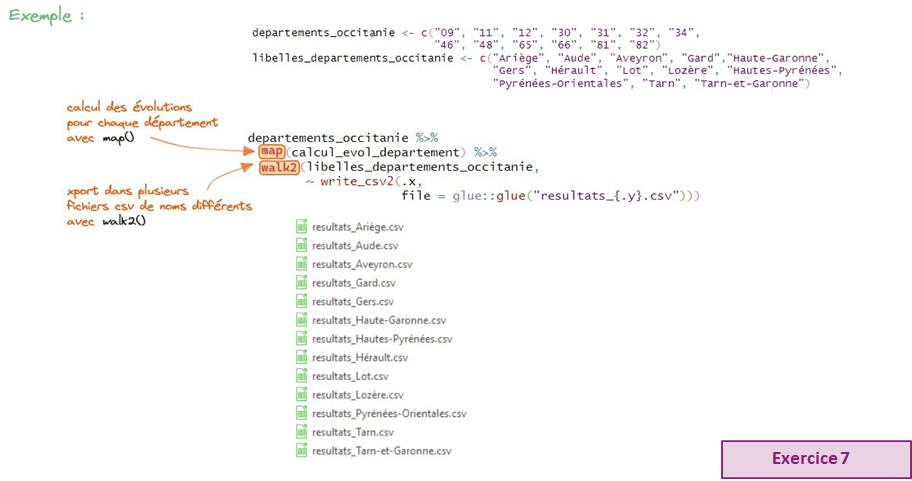 Exemple :
departements_occitanie <- c("09", "11", "12", "30", "31", "32", "34",
"46", "48", "65", "66", "81", "82")
libelles_departements_occitanie <- c("Ariège", "Aude", "Aveyron", "Gard","Haute-Garonne",
"Gers", "Hérault", "Lot", "Lozère", "Hautes-Pyrénées",
"Pyrénées-Orientales", "Tarn", "Tarn-et-Garonne")
calcul des évolutions
pour chaque département
avec map()
departements_occitanie %>%
map(calcul_evol_departement) %>%
walk2(libelles_departements_occitanie,
~ write_csv2(.x,
file = glue::glue("resultats_{.y}.csv")))
xport dans plusieurs
fichiers csv de noms différents
avec walk2()
resultats_Ariège.csv
resultats_Aude.csv
resultats_Aveyron.csv
resultats_Gard.csv
resultats_Gers.csv
resultats_Haute-Garonne.csv
resultats_Hautes-Pyrénées.csv
resultats_Hérault.csv
resultats_Lot.csv
resultats_Lozère.csv
resultats_Pyrénées-Orientales.csv
resultats_Tarn.csv
resultats_Tarn-et-Garonne.csv
Exercice 7